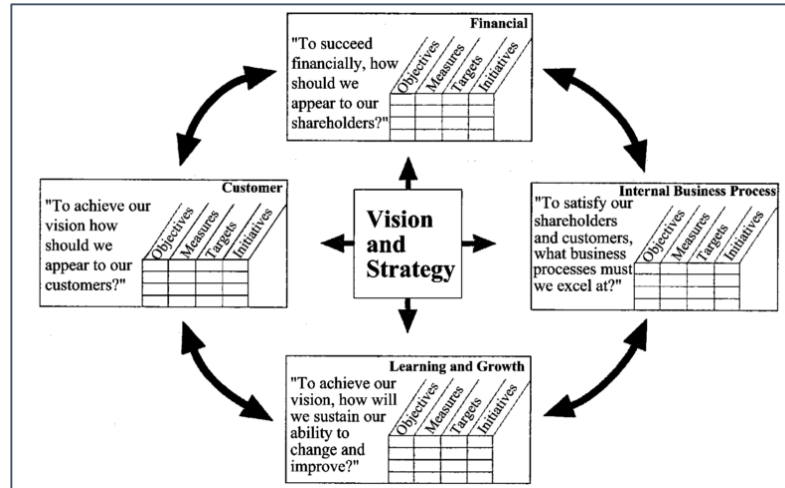 Financial
"To succeed
financially, how
should we
appear to our
shareholders?"
Objectives
Measures
Targets
Initiatives
Customer
"To achieve our
vision how
should we
appear to our
customers?"
Objectives
Measures
Targets
Initiatives
Vision
and
Strategy
Internal Business Process
"To satisfy our
shareholders
and customers,
what business
processes must
we excel at?"
Objectives
Measures
Targets
Initiatives
Learning and Growth
"To achieve our
vision, how will
we sustain our
ability to
change and
improve?"
Objectives
Measures
Targets
Initiatives